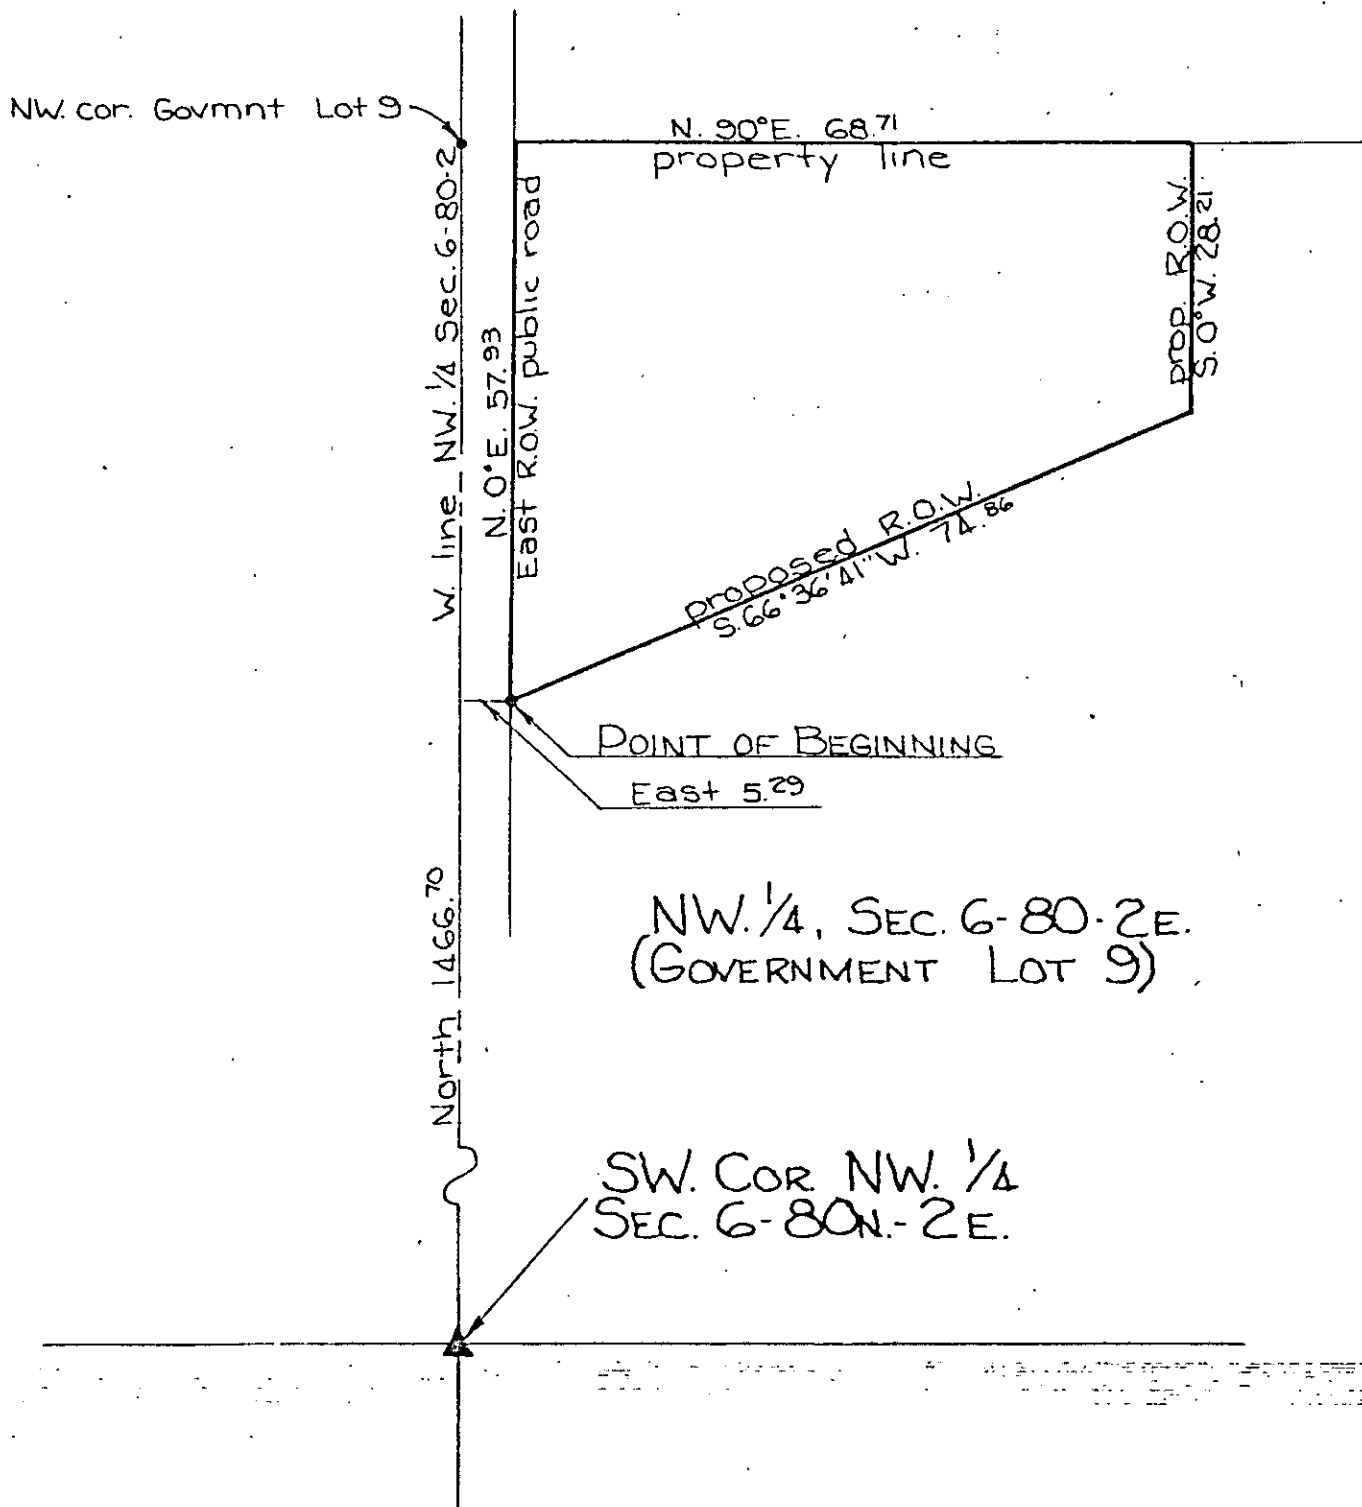 NW. cor. Govmnt Lot 9
N. 90°E. 68.71
property line
W. line NW. 1/4 Sec. 6-80-2
N. 0°E. 57.93
East R.O.W. public road
prop. R.O.W.
S. 0°W. 28.21
proposed R.O.W.
S. 66°36'41" W. 74.86
POINT OF BEGINNING
East 5.29
North 1466.70
NW. 1/4, SEC. 6-80-2E.
(GOVERNMENT LOT 9)
SW. COR. NW. 1/4
SEC. 6-80N.-2E.